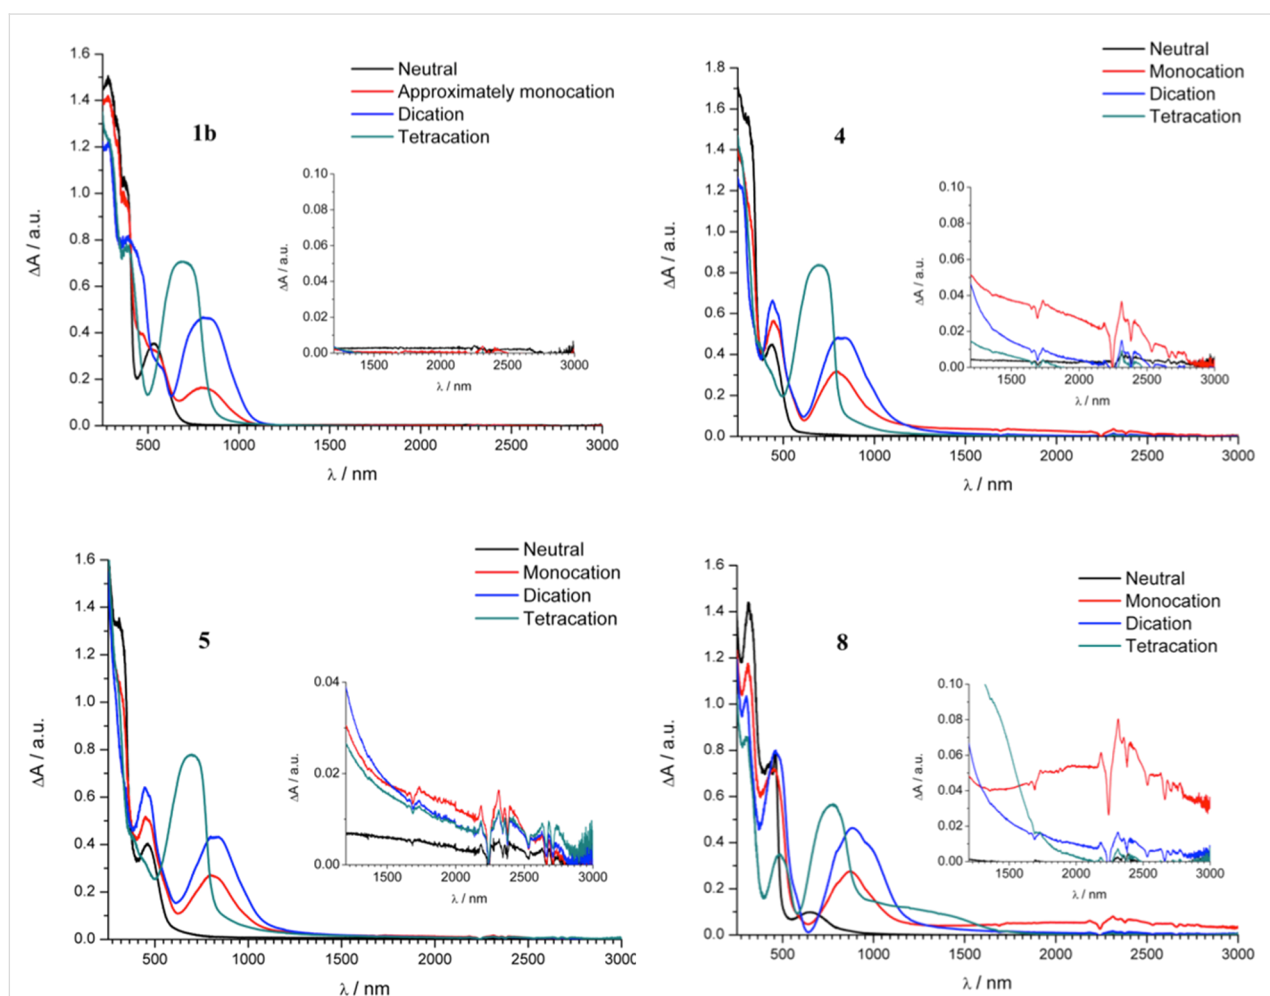 1.6
1.4
1.2
1.0
0.8
0.6
0.4
0.2
0.0
ΔA / a.u.
500 1000 1500 2000 2500 3000
λ / nm
1b
Neutral
Approximately monocation
Dication
Tetracation
0.10
0.08
0.06
0.04
0.02
0.00
ΔA / a.u.
1500 2000 2500 3000
λ / nm
1.8
1.6
1.4
1.2
1.0
0.8
0.6
0.4
0.2
0.0
ΔA / a.u.
500 1000 1500 2000 2500 3000
λ / nm
4
Neutral
Monocation
Dication
Tetracation
0.10
0.08
0.06
0.04
0.02
0.00
ΔA / a.u.
1500 2000 2500 3000
λ / nm
1.6
1.4
1.2
1.0
0.8
0.6
0.4
0.2
0.0
ΔA / a.u.
500 1000 1500 2000 2500 3000
λ / nm
5
Neutral
Monocation
Dication
Tetracation
0.04
0.02
0.00
ΔA / a.u.
1500 2000 2500 3000
λ / nm
1.6
1.4
1.2
1.0
0.8
0.6
0.4
0.2
0.0
ΔA / a.u.
500 1000 1500 2000 2500 3000
λ / nm
8
Neutral
Monocation
Dication
Tetracation
0.10
0.08
0.06
0.04
0.02
0.00
ΔA / a.u.
1500 2000 2500 3000
λ / nm